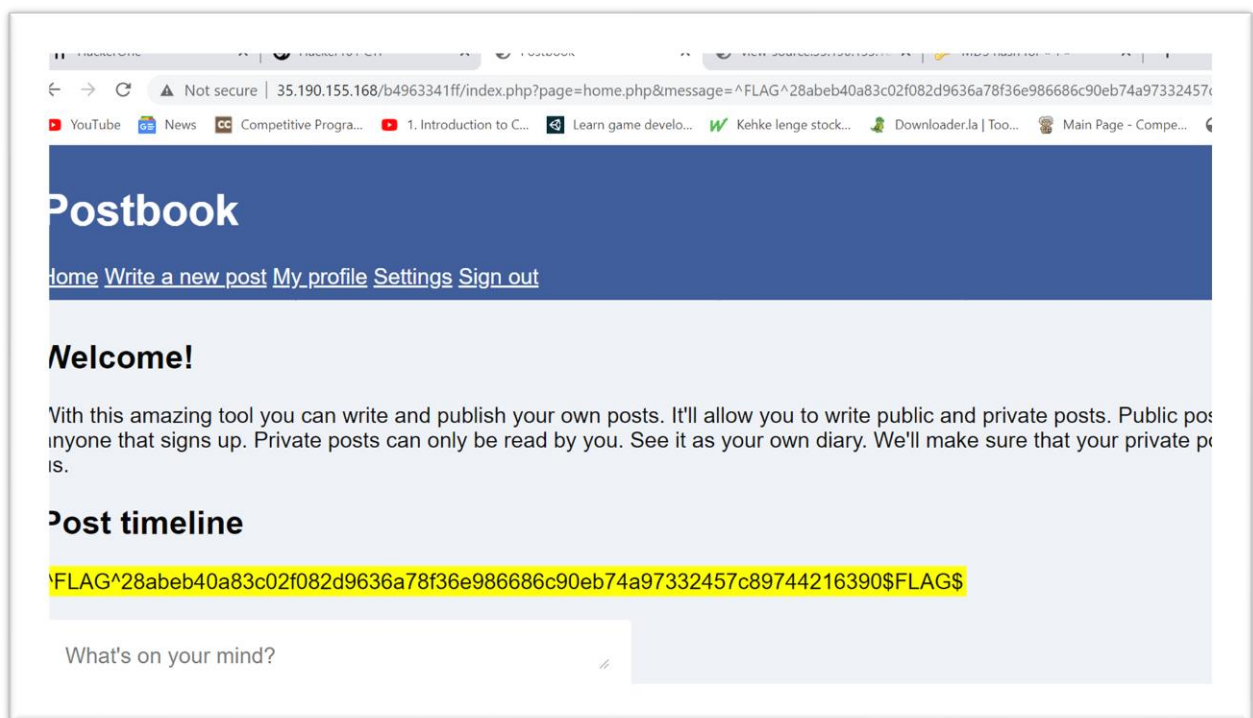 Not secure | 35.190.155.168/b4963341ff/index.php?page=home.php&message=^FLAG^28abeb40a83c02f082d9636a78f36e986686c90eb74a97332457
YouTube News Competitive Progra... 1. Introduction to C... Learn game develo... Kehke lenge stock... Downloader.la | Too... Main Page - Compe...
Postbook
Home Write a new post My profile Settings Sign out
Welcome!
With this amazing tool you can write and publish your own posts. It'll allow you to write public and private posts. Public pos
anyone that signs up. Private posts can only be read by you. See it as your own diary. We'll make sure that your private po
us.
Post timeline
^FLAG^28abeb40a83c02f082d9636a78f36e986686c90eb74a97332457c89744216390$FLAG$
What's on your mind?